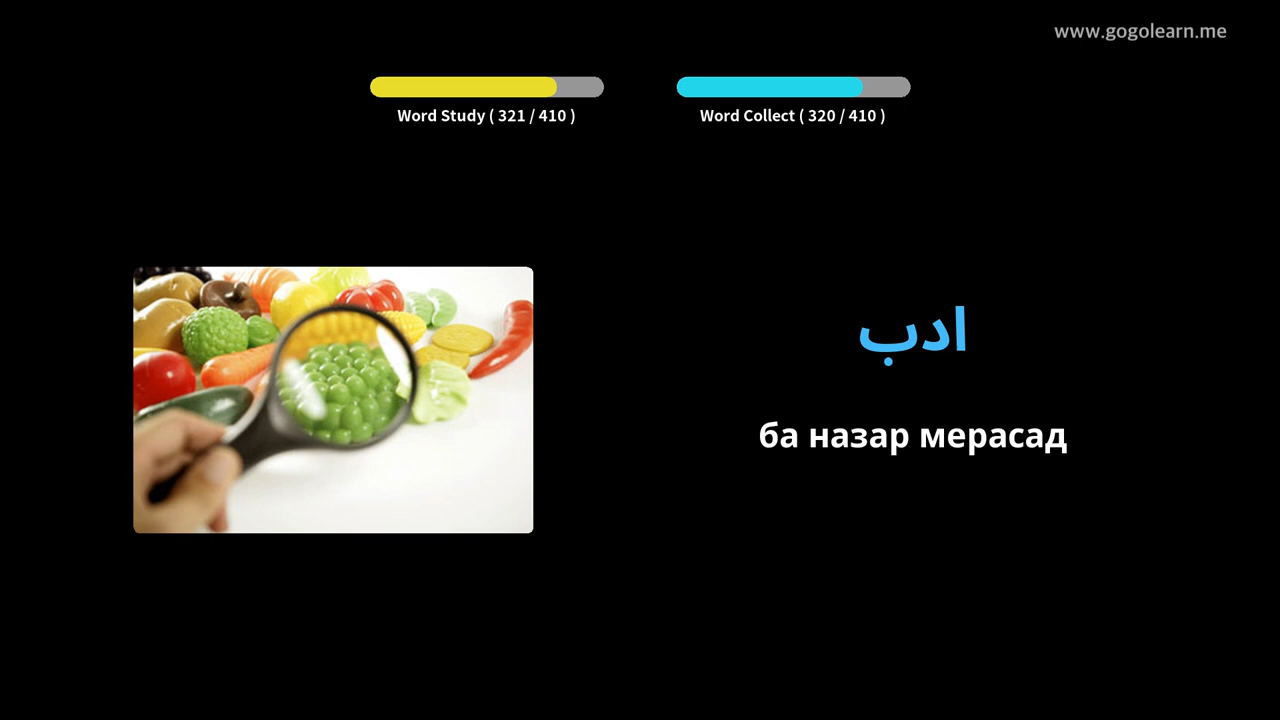 www.gogolearn.me
Word Study ( 321 / 410 )
Word Collect ( 320 / 410 )
ادب
ба назар мерасад